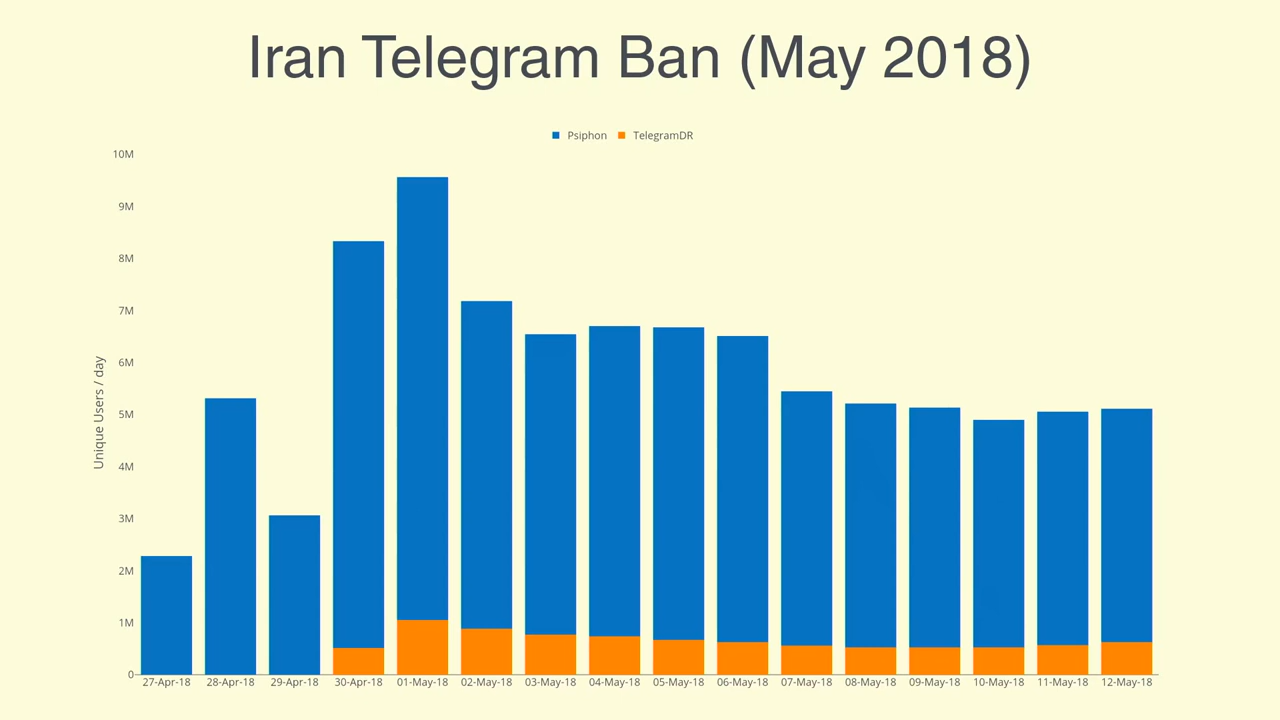 Iran Telegram Ban (May 2018)
Psiphon TelegramDR
10M
9M
8M
7M
6M
5M
4M
3M
2M
1M
0
Unique Users / day
27-Apr-18 28-Apr-18 29-Apr-18 30-Apr-18 01-May-18 02-May-18 03-May-18 04-May-18 05-May-18 06-May-18 07-May-18 08-May-18 09-May-18 10-May-18 11-May-18 12-May-18